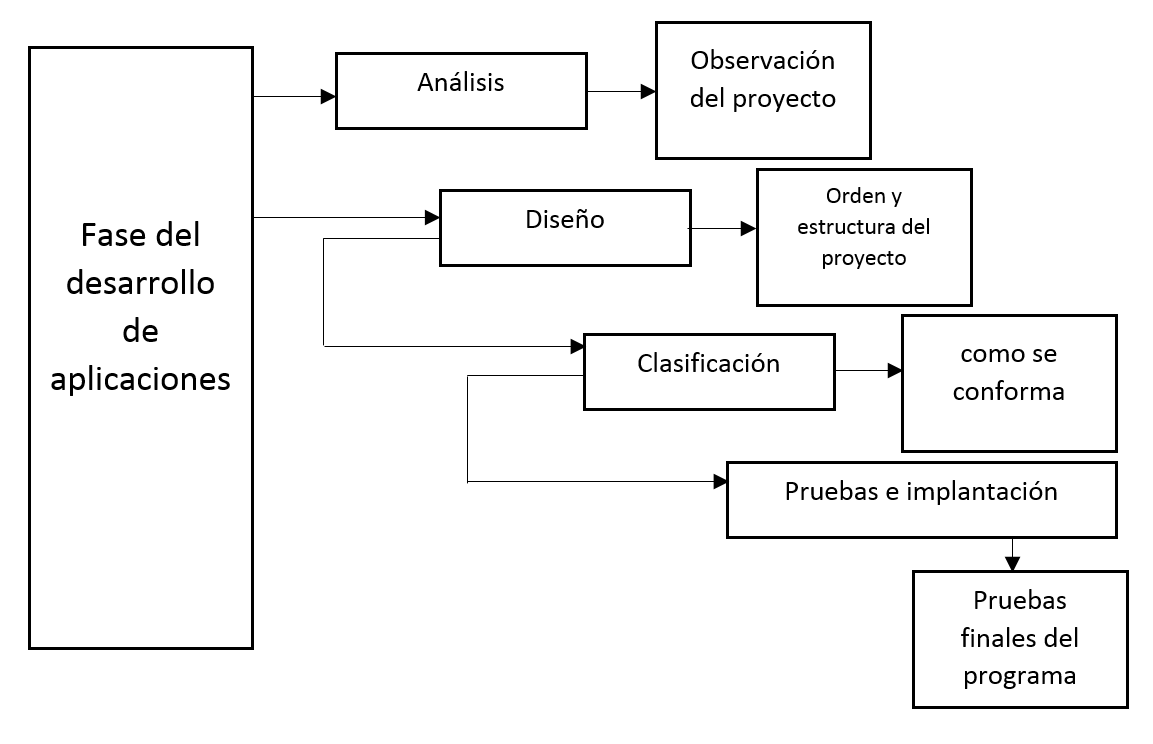 Fase del
desarrollo
de
aplicaciones
Análisis
Observación
del proyecto
Diseño
Orden y
estructura del
proyecto
Clasificación
como se
conforma
Pruebas e implantación
Pruebas
finales del
programa